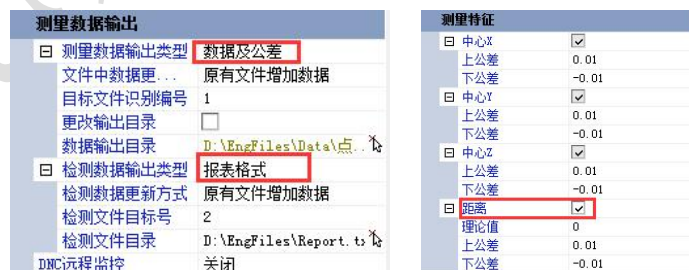 测量数据输出
测量数据输出类型 数据及公差
文件中数据更... 原有文件增加数据
目标文件识别编号 1
更改输出目录
数据输出目录 D:\EngFiles\Data\点...
检测数据输出类型 报表格式
检测数据更新方式 原有文件增加数据
检测文件目标号 2
检测文件目录 D:\EngFiles\Report.t
DNC远程监控 关闭
测量特征
中心X
上公差 0.01
下公差 -0.01
中心Y
上公差 0.01
下公差 -0.01
中心Z
上公差 0.01
下公差 -0.01
距离
理论值 0
上公差 0.01
下公差 -0.01